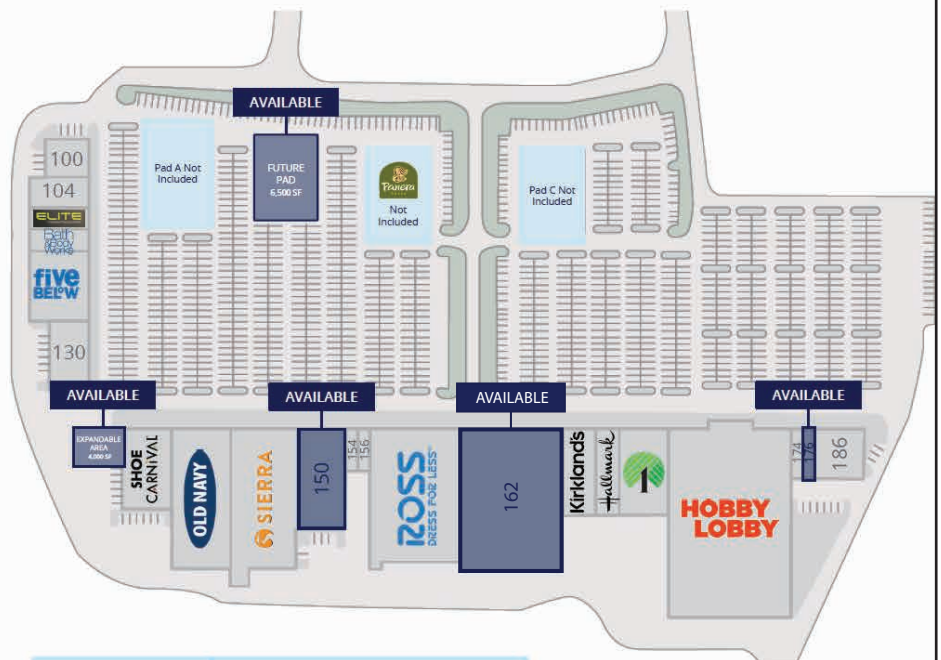 AVAILABLE
100
104
ELITE
Bath
& Body
Works
five
BELOW
130
Pad A Not
Included
FUTURE
PAD
6,500 SF
Panera
Not
Included
Pad C Not
Included
AVAILABLE
AVAILABLE
AVAILABLE
AVAILABLE
EXPANDABLE
AREA
4,000 SF
SHOE
CARNIVAL
OLD NAVY
SIERRA
150
154
156
ROSS
DRESS FOR LESS
162
Kirkland's
Hallmark
1
HOBBY
LOBBY
174
176
186